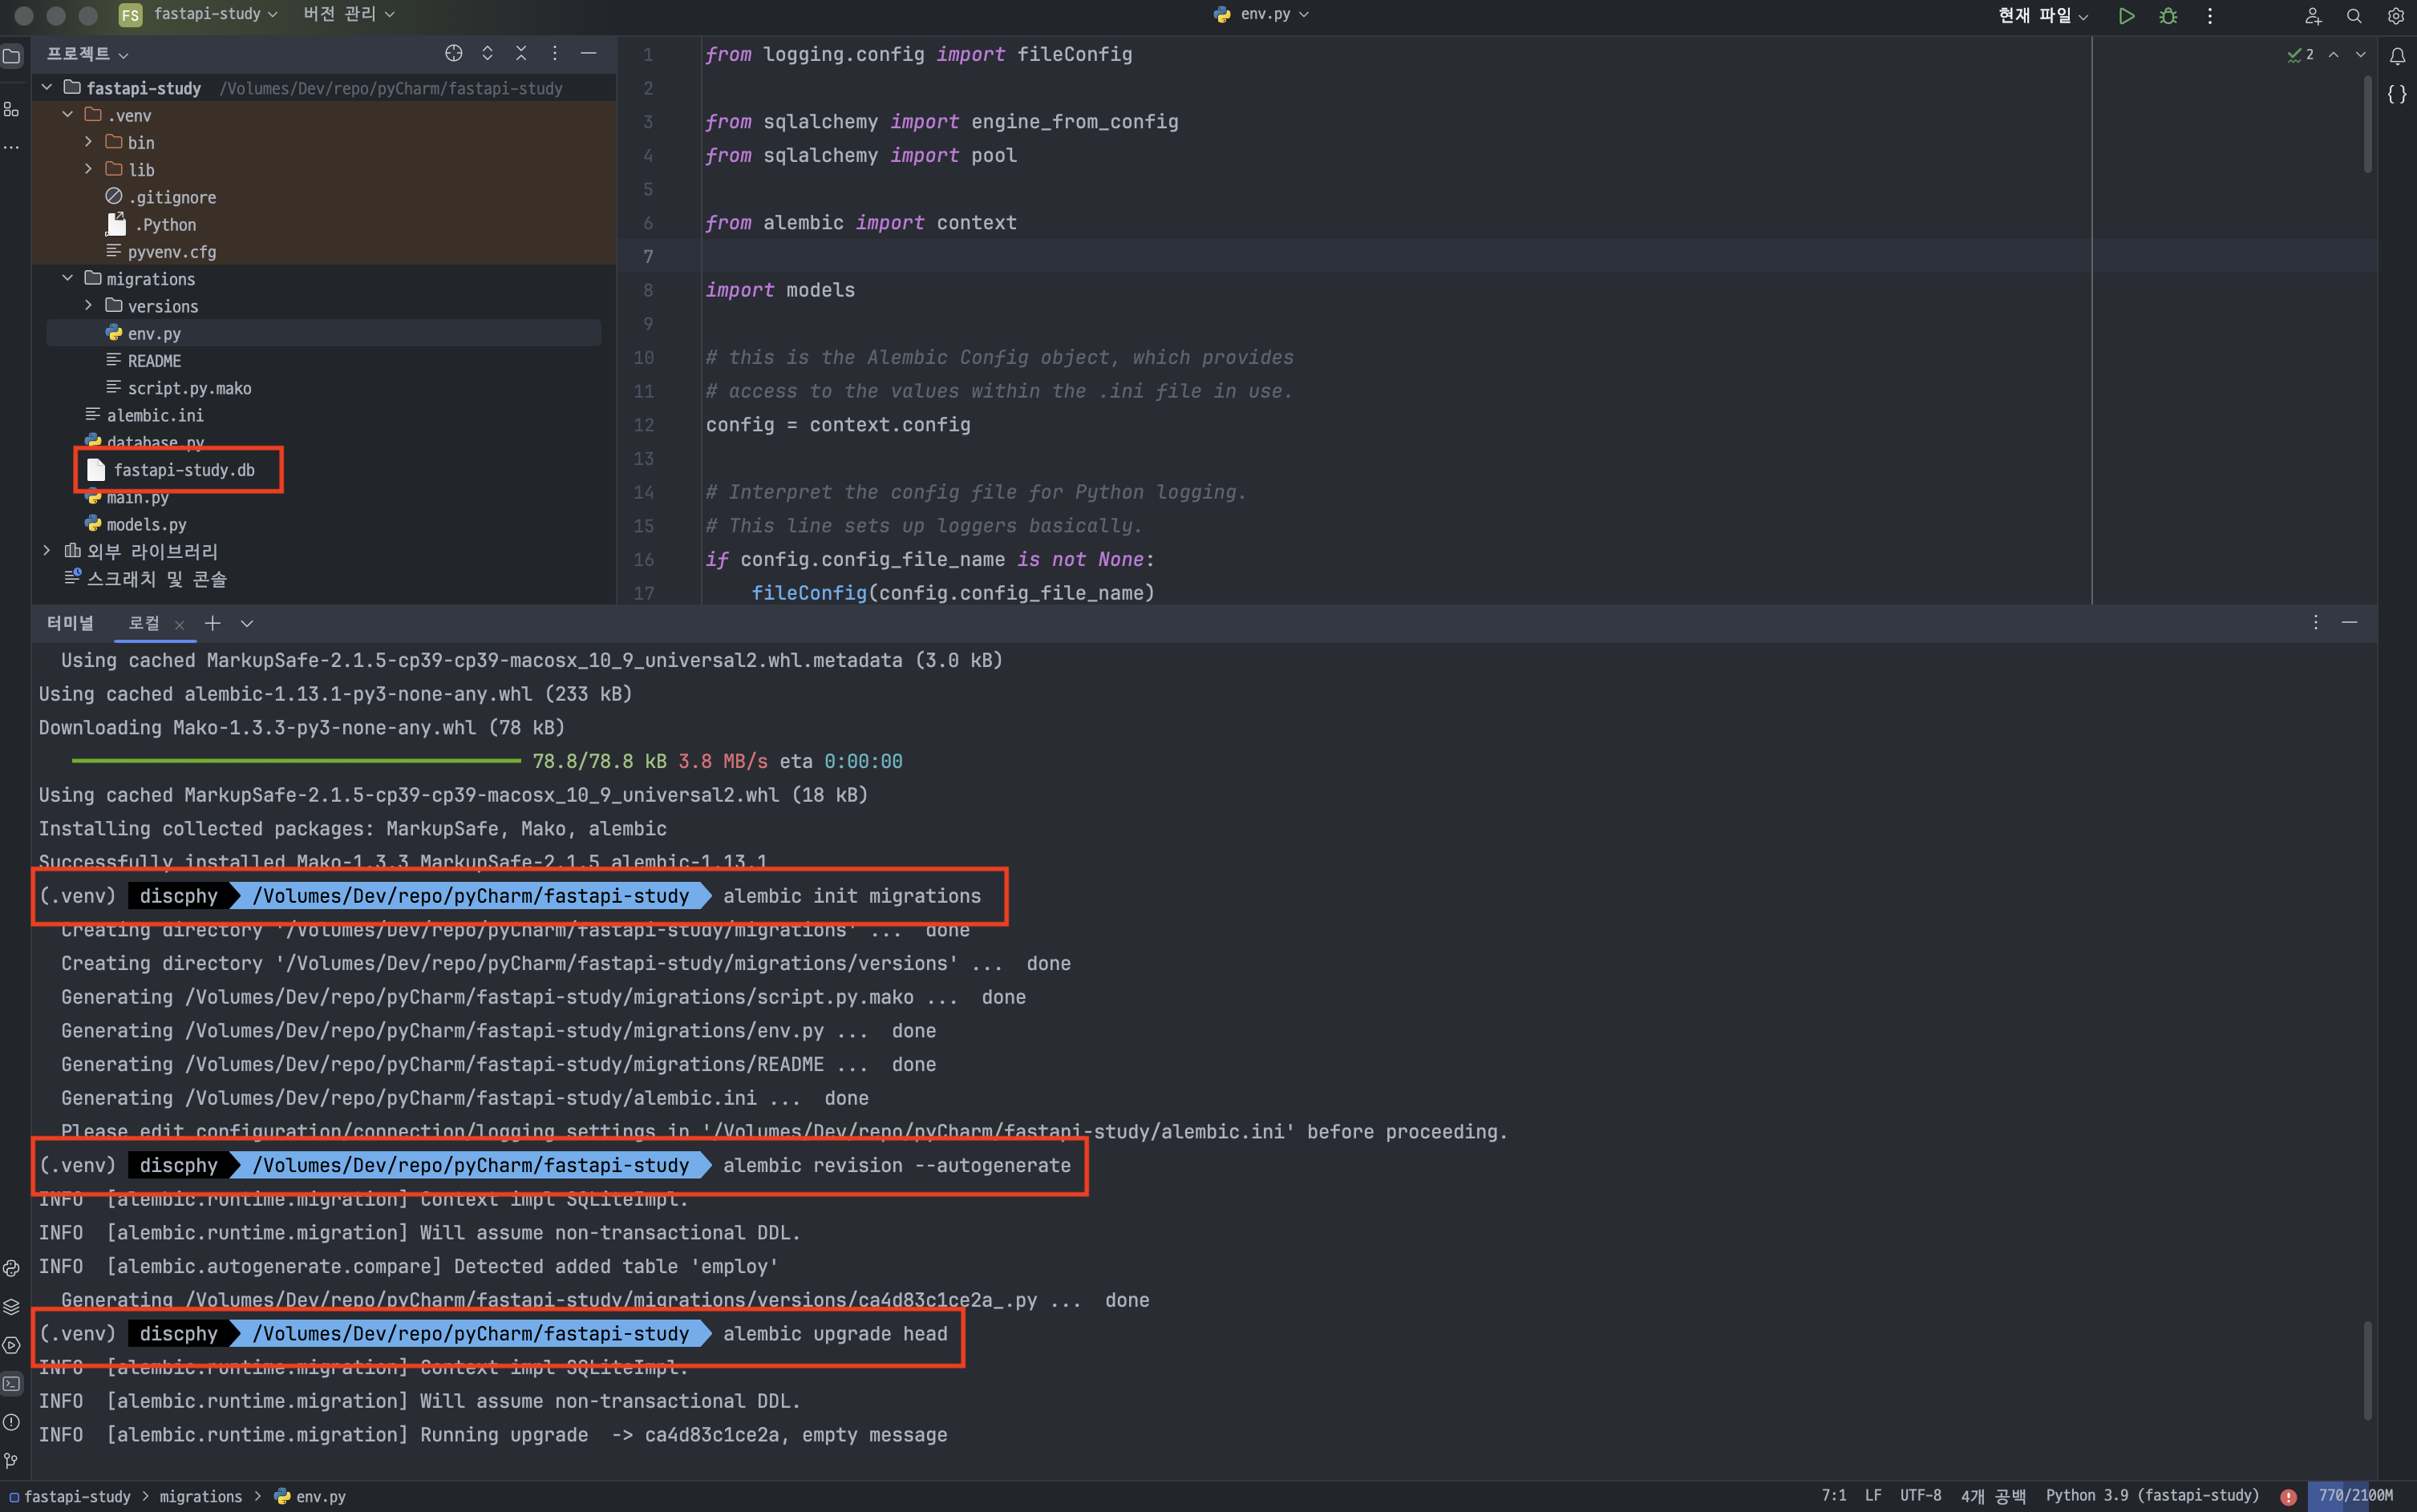 FS fastapi-study 버전 관리 env.py 현재 파일
프로젝트
fastapi-study /Volumes/Dev/repo/pyCharm/fastapi-study
.venv
bin
lib
.gitignore
.Python
pyvenv.cfg
migrations
versions
env.py
README
script.py.mako
alembic.ini
database.py
fastapi-study.db
main.py
models.py
외부 라이브러리
스크래치 및 콘솔
1 from logging.config import fileConfig
2
3 from sqlalchemy import engine_from_config
4 from sqlalchemy import pool
5
6 from alembic import context
7
8 import models
9
10 # this is the Alembic Config object, which provides
11 # access to the values within the .ini file in use.
12 config = context.config
13
14 # Interpret the config file for Python logging.
15 # This line sets up loggers basically.
16 if config.config_file_name is not None:
17 fileConfig(config.config_file_name)
2
터미널 로컬
Using cached MarkupSafe-2.1.5-cp39-cp39-macosx_10_9_universal2.whl.metadata (3.0 kB)
Using cached alembic-1.13.1-py3-none-any.whl (233 kB)
Downloading Mako-1.3.3-py3-none-any.whl (78 kB)
78.8/78.8 kB 3.8 MB/s eta 0:00:00
Using cached MarkupSafe-2.1.5-cp39-cp39-macosx_10_9_universal2.whl (18 kB)
Installing collected packages: MarkupSafe, Mako, alembic
Successfully installed Mako-1.3.3 MarkupSafe-2.1.5 alembic-1.13.1
(.venv) discphy /Volumes/Dev/repo/pyCharm/fastapi-study alembic init migrations
Creating directory '/Volumes/Dev/repo/pyCharm/fastapi-study/migrations' ... done
Creating directory '/Volumes/Dev/repo/pyCharm/fastapi-study/migrations/versions' ... done
Generating /Volumes/Dev/repo/pyCharm/fastapi-study/migrations/script.py.mako ... done
Generating /Volumes/Dev/repo/pyCharm/fastapi-study/migrations/env.py ... done
Generating /Volumes/Dev/repo/pyCharm/fastapi-study/migrations/README ... done
Generating /Volumes/Dev/repo/pyCharm/fastapi-study/alembic.ini ... done
Please edit configuration/connection/logging settings in '/Volumes/Dev/repo/pyCharm/fastapi-study/alembic.ini' before proceeding.
(.venv) discphy /Volumes/Dev/repo/pyCharm/fastapi-study alembic revision --autogenerate
INFO [alembic.runtime.migration] Context impl SQLiteImpl.
INFO [alembic.runtime.migration] Will assume non-transactional DDL.
INFO [alembic.autogenerate.compare] Detected added table 'employ'
Generating /Volumes/Dev/repo/pyCharm/fastapi-study/migrations/versions/ca4d83c1ce2a_.py ... done
(.venv) discphy /Volumes/Dev/repo/pyCharm/fastapi-study alembic upgrade head
INFO [alembic.runtime.migration] Context impl SQLiteImpl.
INFO [alembic.runtime.migration] Will assume non-transactional DDL.
INFO [alembic.runtime.migration] Running upgrade -> ca4d83c1ce2a, empty message
fastapi-study > migrations > env.py 7:1 LF UTF-8 4개 공백 Python 3.9 (fastapi-study) 770/2100M